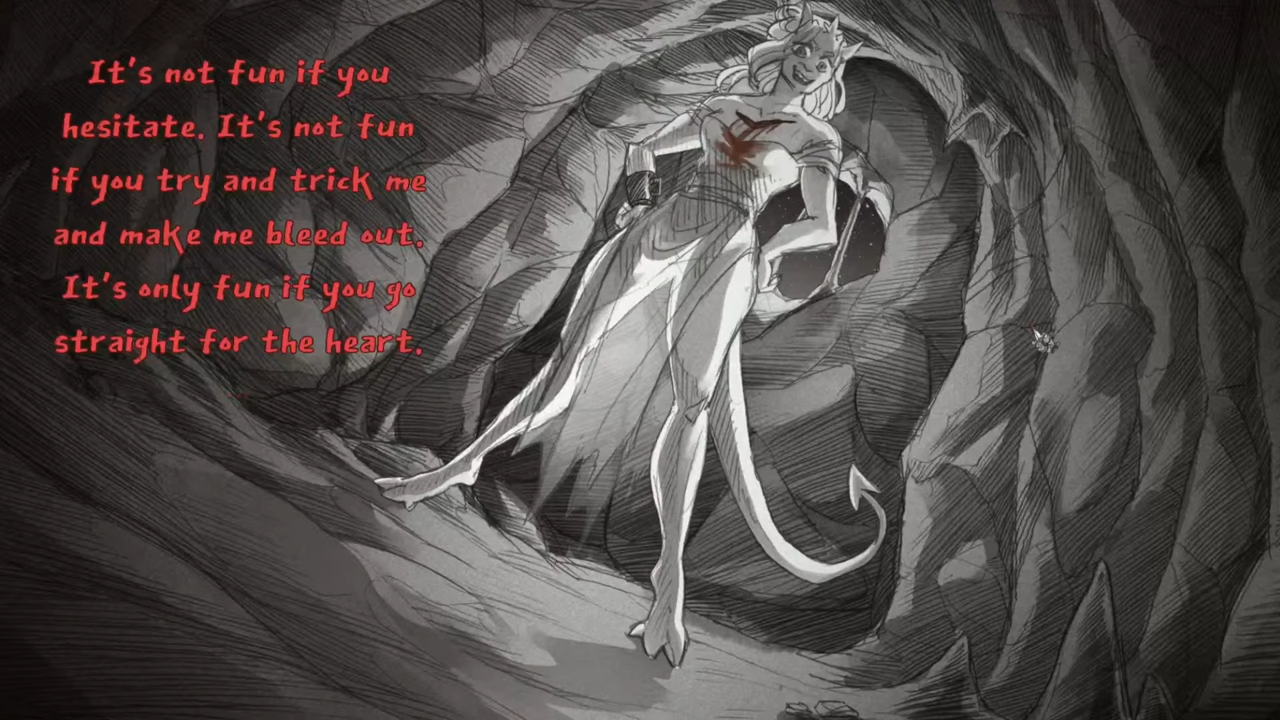 It's not fun if you
hesitate. It's not fun
if you try and trick me
and make me bleed out.
It's only fun if you go
straight for the heart.